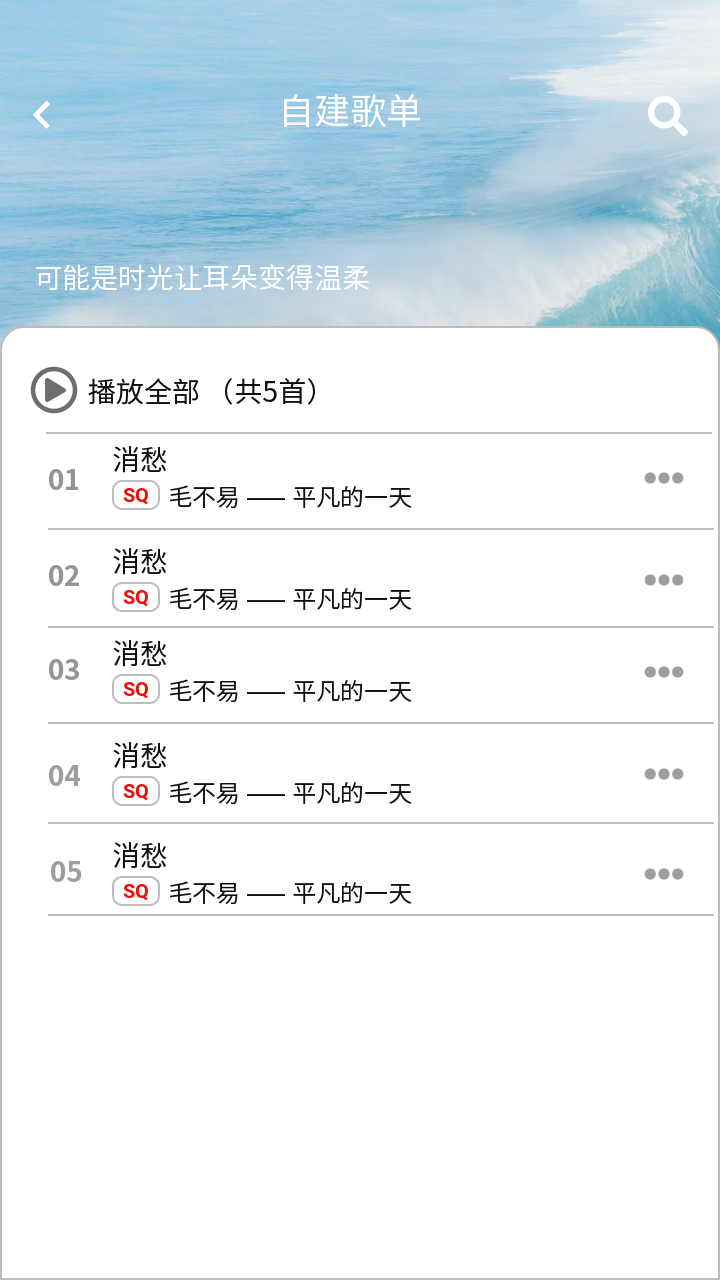 自建歌单
可能是时光让耳朵变得温柔
播放全部 （共5首）
01
消愁
SQ 毛不易 —— 平凡的一天
02
消愁
SQ 毛不易 —— 平凡的一天
03
消愁
SQ 毛不易 —— 平凡的一天
04
消愁
SQ 毛不易 —— 平凡的一天
05
消愁
SQ 毛不易 —— 平凡的一天